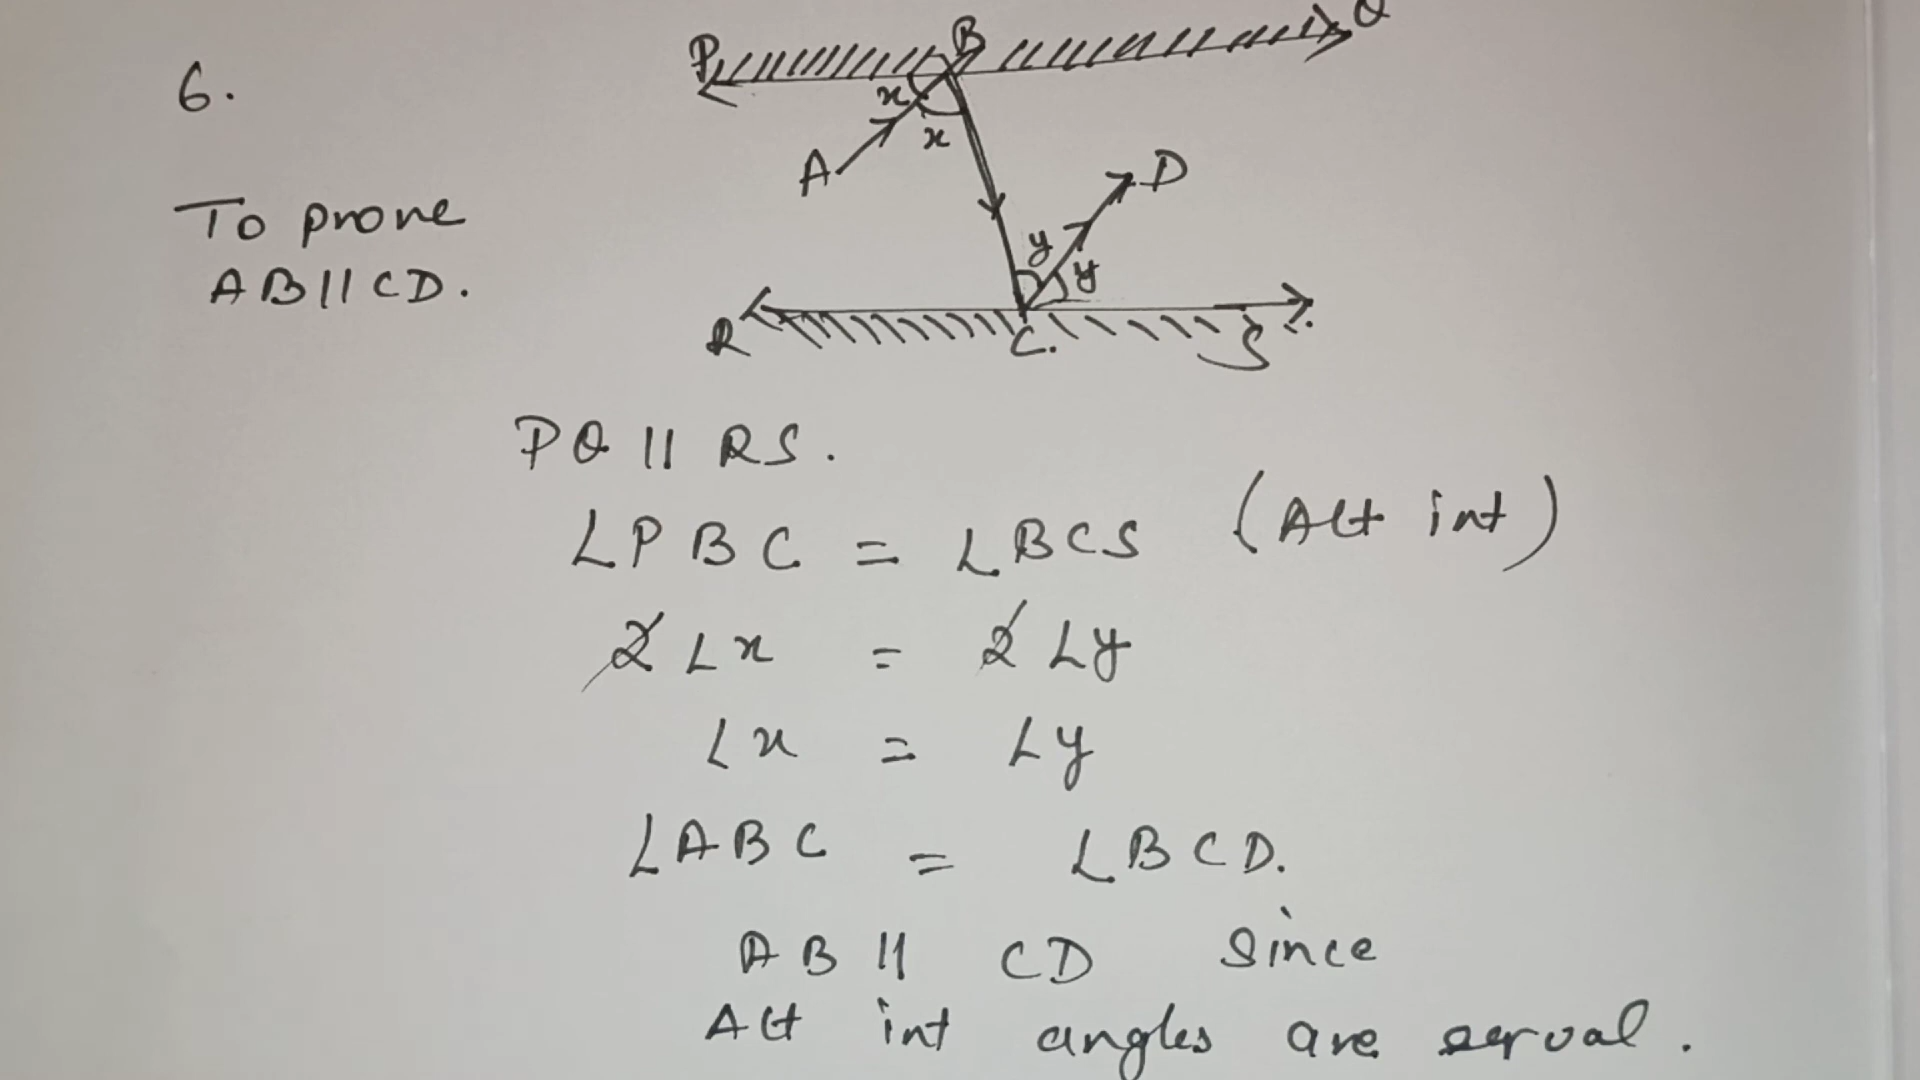 6.
P B Q
x
x
A D
y
y
R C. S
To prove
AB || CD.
PQ || RS.
∠PBC = ∠BCS (Alt int)
2∠x = 2∠y
∠x = ∠y
∠ABC = ∠BCD.
AB || CD since
Alt int angles are eqrual.